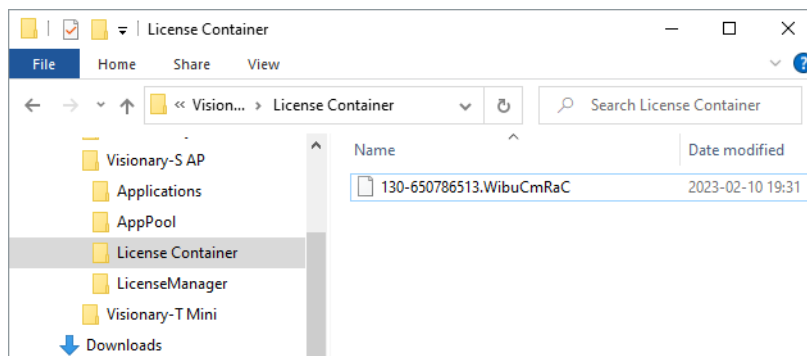 License Container
File Home Share View
« Vision... › License Container
Search License Container
Name Date modified
Visionary-S AP
130-650786513.WibuCmRaC 2023-02-10 19:31
Applications
AppPool
License Container
LicenseManager
Visionary-T Mini
Downloads